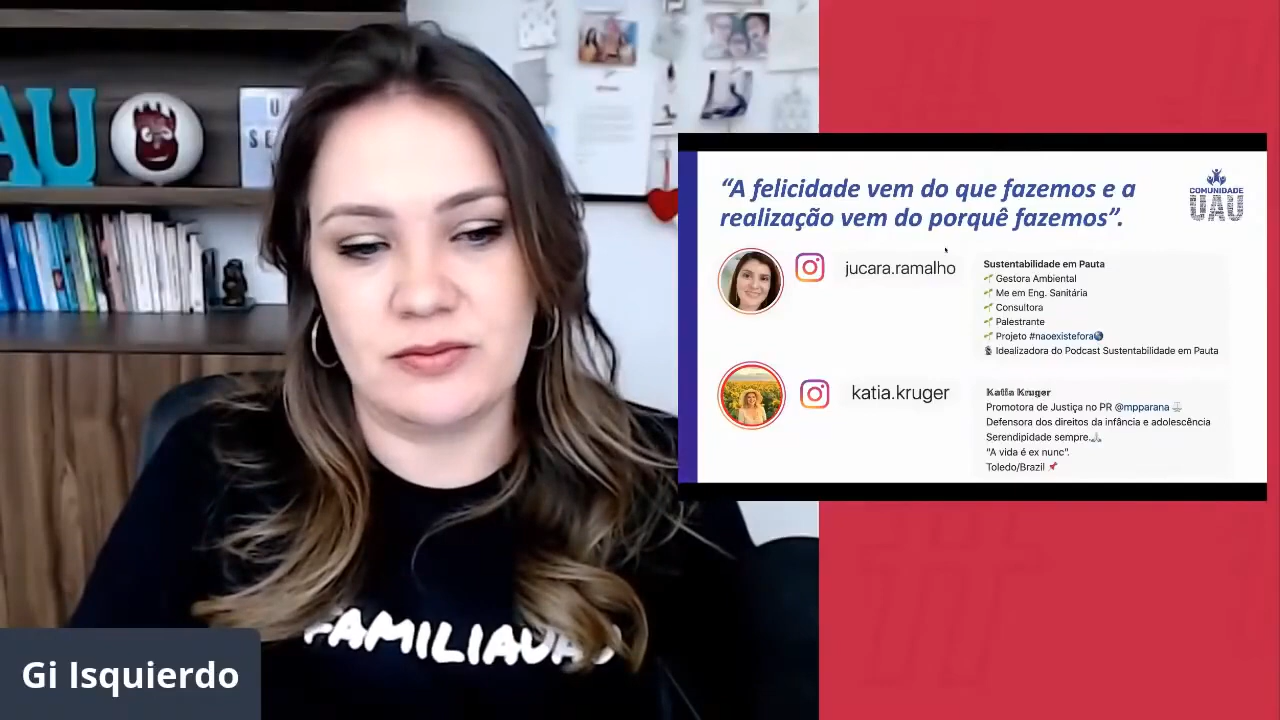 AU
U
SE
“A felicidade vem do que fazemos e a
realização vem do porquê fazemos”.
COMUNIDADE
UAU
jucara.ramalho
Sustentabilidade em Pauta
Gestora Ambiental
Me em Eng. Sanitária
Consultora
Palestrante
Projeto #naoexistefora
Idealizadora do Podcast Sustentabilidade em Pauta
katia.kruger
Katia Kruger
Promotora de Justiça no PR @mpparana
Defensora dos direitos da infância e adolescência
Serendipidade sempre.
"A vida é ex nunc".
Toledo/Brazil
FAMILIAUAU
Gi Isquierdo